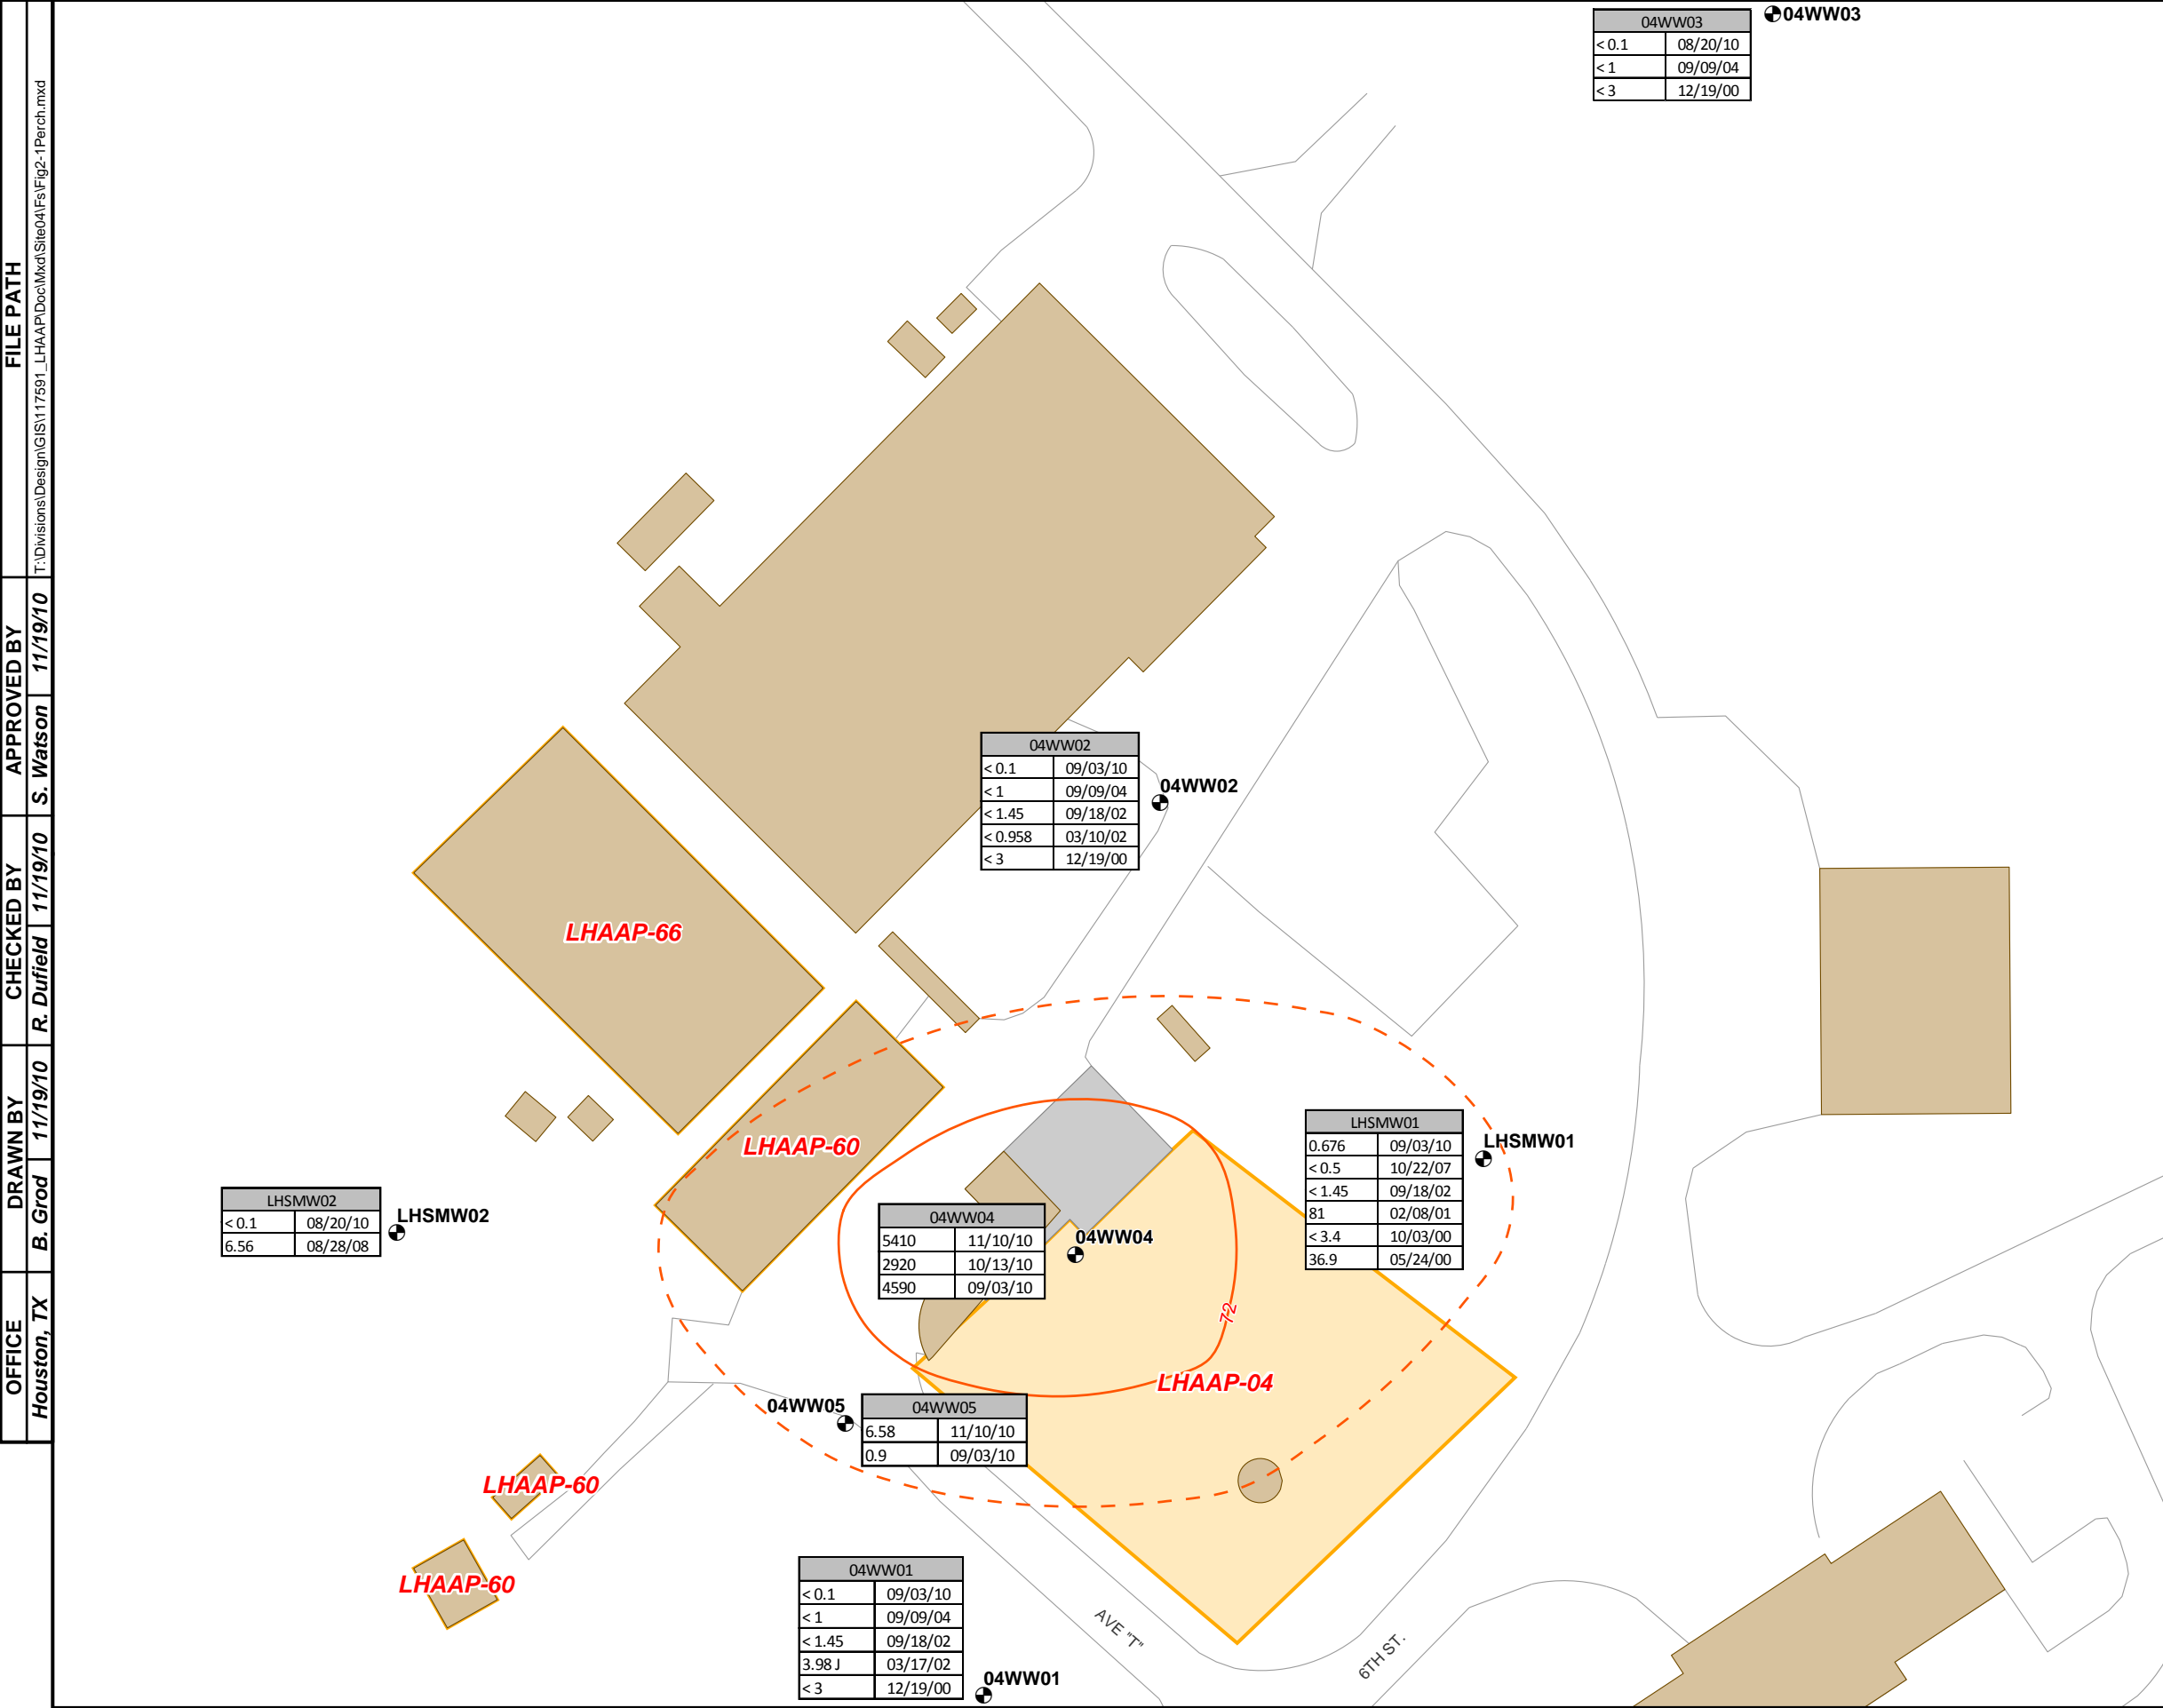 FILE PATH
T:\Divisions\Design\GIS\117591_LHAAP\Doc\Mxd\Site04\Fs\Fig2-1Perch.mxd
APPROVED BY
S. Watson 11/19/10
CHECKED BY
R. Dufield 11/19/10
DRAWN BY
B. Grod 11/19/10
OFFICE
Houston, TX
04WW03
< 0.1 08/20/10
< 1 09/09/04
< 3 12/19/00
04WW03
04WW02
< 0.1 09/03/10
< 1 09/09/04
< 1.45 09/18/02
< 0.958 03/10/02
< 3 12/19/00
04WW02
LHAAP-66
LHAAP-60
LHSMW01
0.676 09/03/10
< 0.5 10/22/07
< 1.45 09/18/02
81 02/08/01
< 3.4 10/03/00
36.9 05/24/00
LHSMW01
LHSMW02
< 0.1 08/20/10
6.56 08/28/08
LHSMW02
04WW04
5410 11/10/10
2920 10/13/10
4590 09/03/10
04WW04
72
LHAAP-04
04WW05
04WW05
6.58 11/10/10
0.9 09/03/10
LHAAP-60
LHAAP-60
04WW01
< 0.1 09/03/10
< 1 09/09/04
< 1.45 09/18/02
3.98 J 03/17/02
< 3 12/19/00
04WW01
AVE "T"
6TH ST.